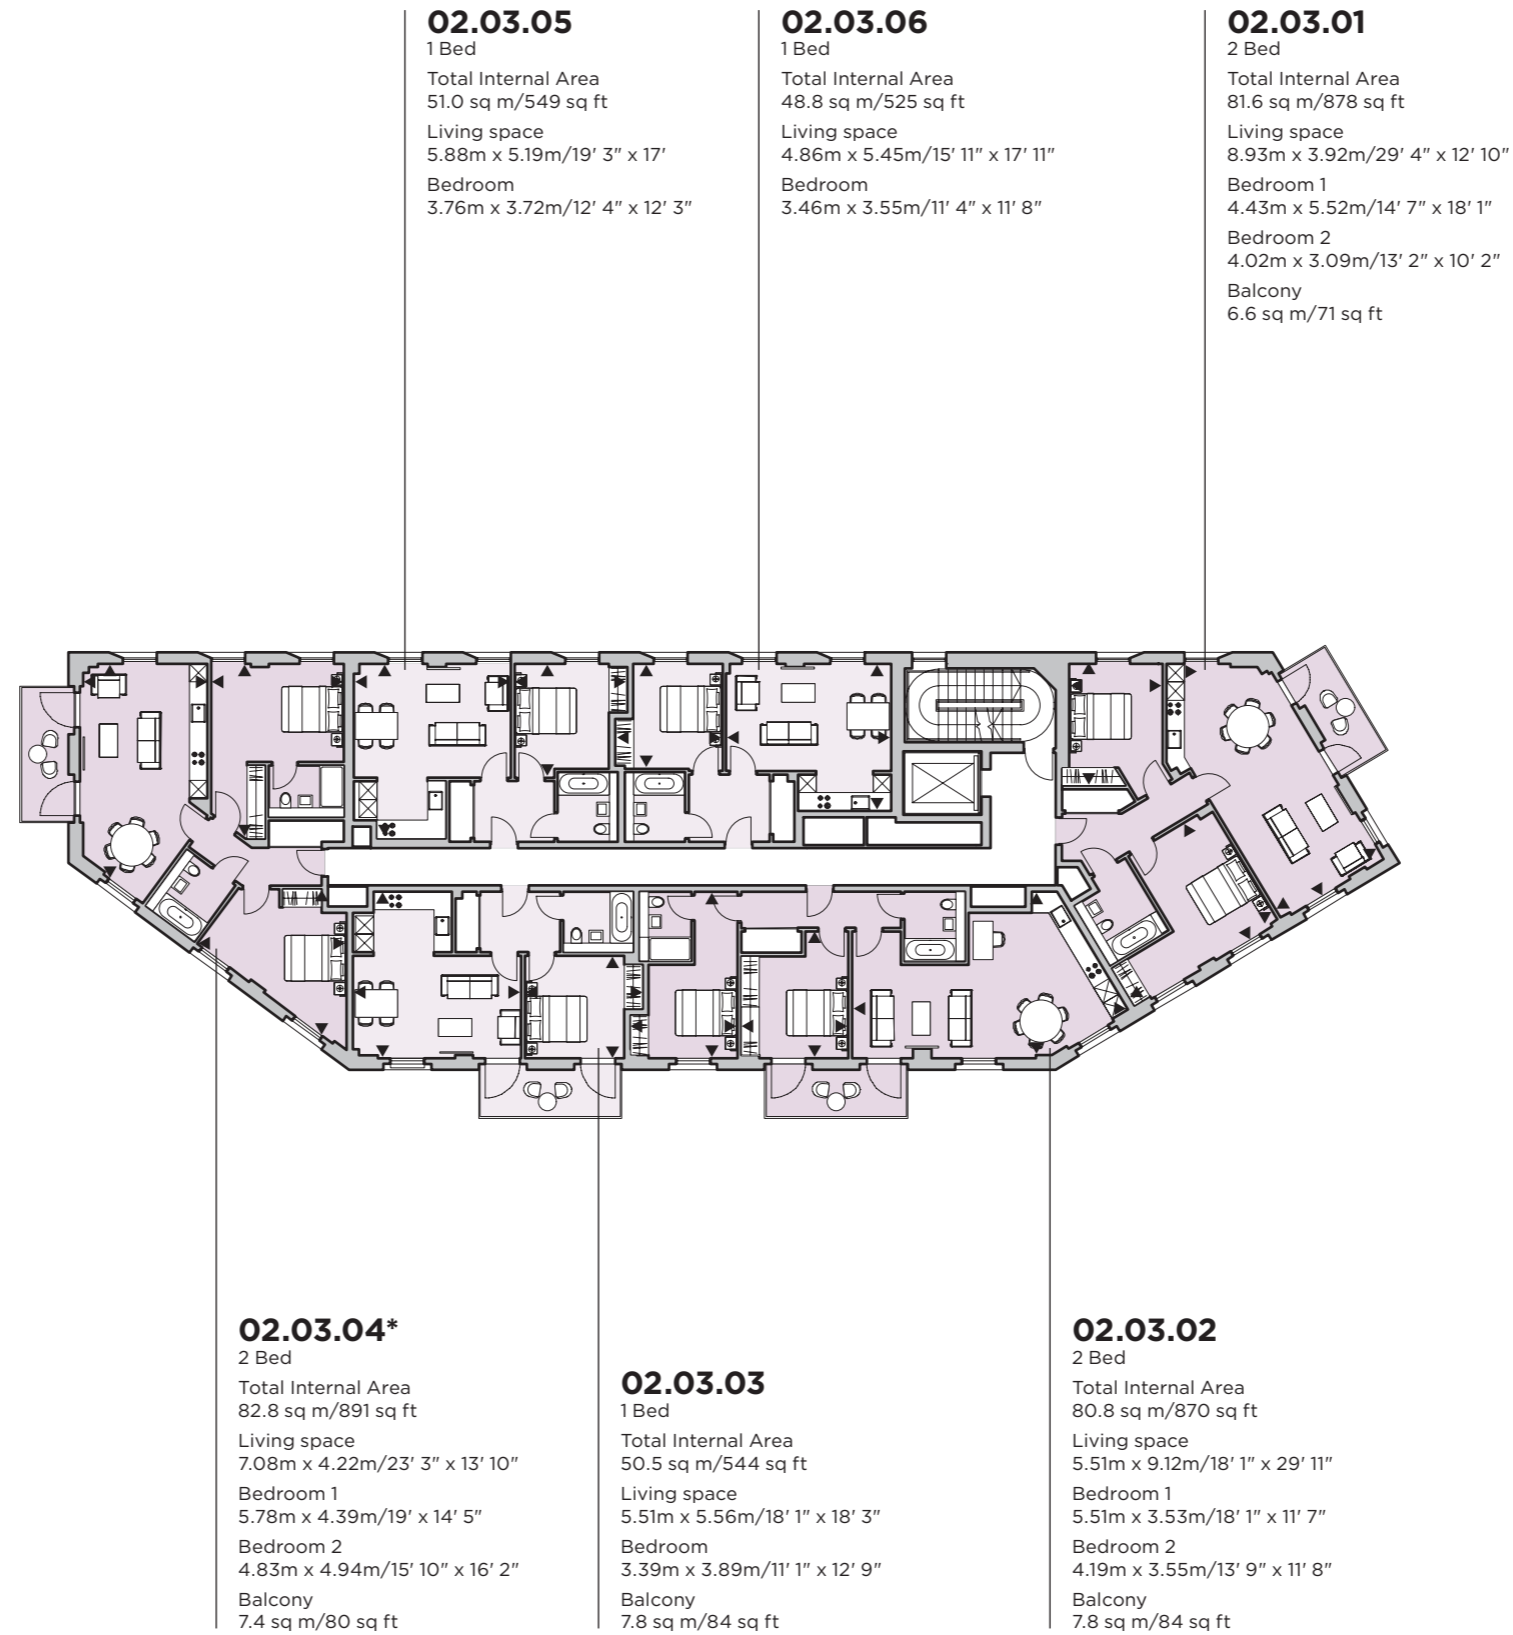 02.03.05
1 Bed
Total Internal Area
51.0 sq m/549 sq ft
Living space
5.88m x 5.19m/19' 3" x 17'
Bedroom
3.76m x 3.72m/12' 4" x 12' 3"
02.03.06
1 Bed
Total Internal Area
48.8 sq m/525 sq ft
Living space
4.86m x 5.45m/15' 11" x 17' 11"
Bedroom
3.46m x 3.55m/11' 4" x 11' 8"
02.03.01
2 Bed
Total Internal Area
81.6 sq m/878 sq ft
Living space
8.93m x 3.92m/29' 4" x 12' 10"
Bedroom 1
4.43m x 5.52m/14' 7" x 18' 1"
Bedroom 2
4.02m x 3.09m/13' 2" x 10' 2"
Balcony
6.6 sq m/71 sq ft
02.03.04*
2 Bed
Total Internal Area
82.8 sq m/891 sq ft
Living space
7.08m x 4.22m/23' 3" x 13' 10"
Bedroom 1
5.78m x 4.39m/19' x 14' 5"
Bedroom 2
4.83m x 4.94m/15' 10" x 16' 2"
Balcony
7.4 sq m/80 sq ft
02.03.03
1 Bed
Total Internal Area
50.5 sq m/544 sq ft
Living space
5.51m x 5.56m/18' 1" x 18' 3"
Bedroom
3.39m x 3.89m/11' 1" x 12' 9"
Balcony
7.8 sq m/84 sq ft
02.03.02
2 Bed
Total Internal Area
80.8 sq m/870 sq ft
Living space
5.51m x 9.12m/18' 1" x 29' 11"
Bedroom 1
5.51m x 3.53m/18' 1" x 11' 7"
Bedroom 2
4.19m x 3.55m/13' 9" x 11' 8"
Balcony
7.8 sq m/84 sq ft